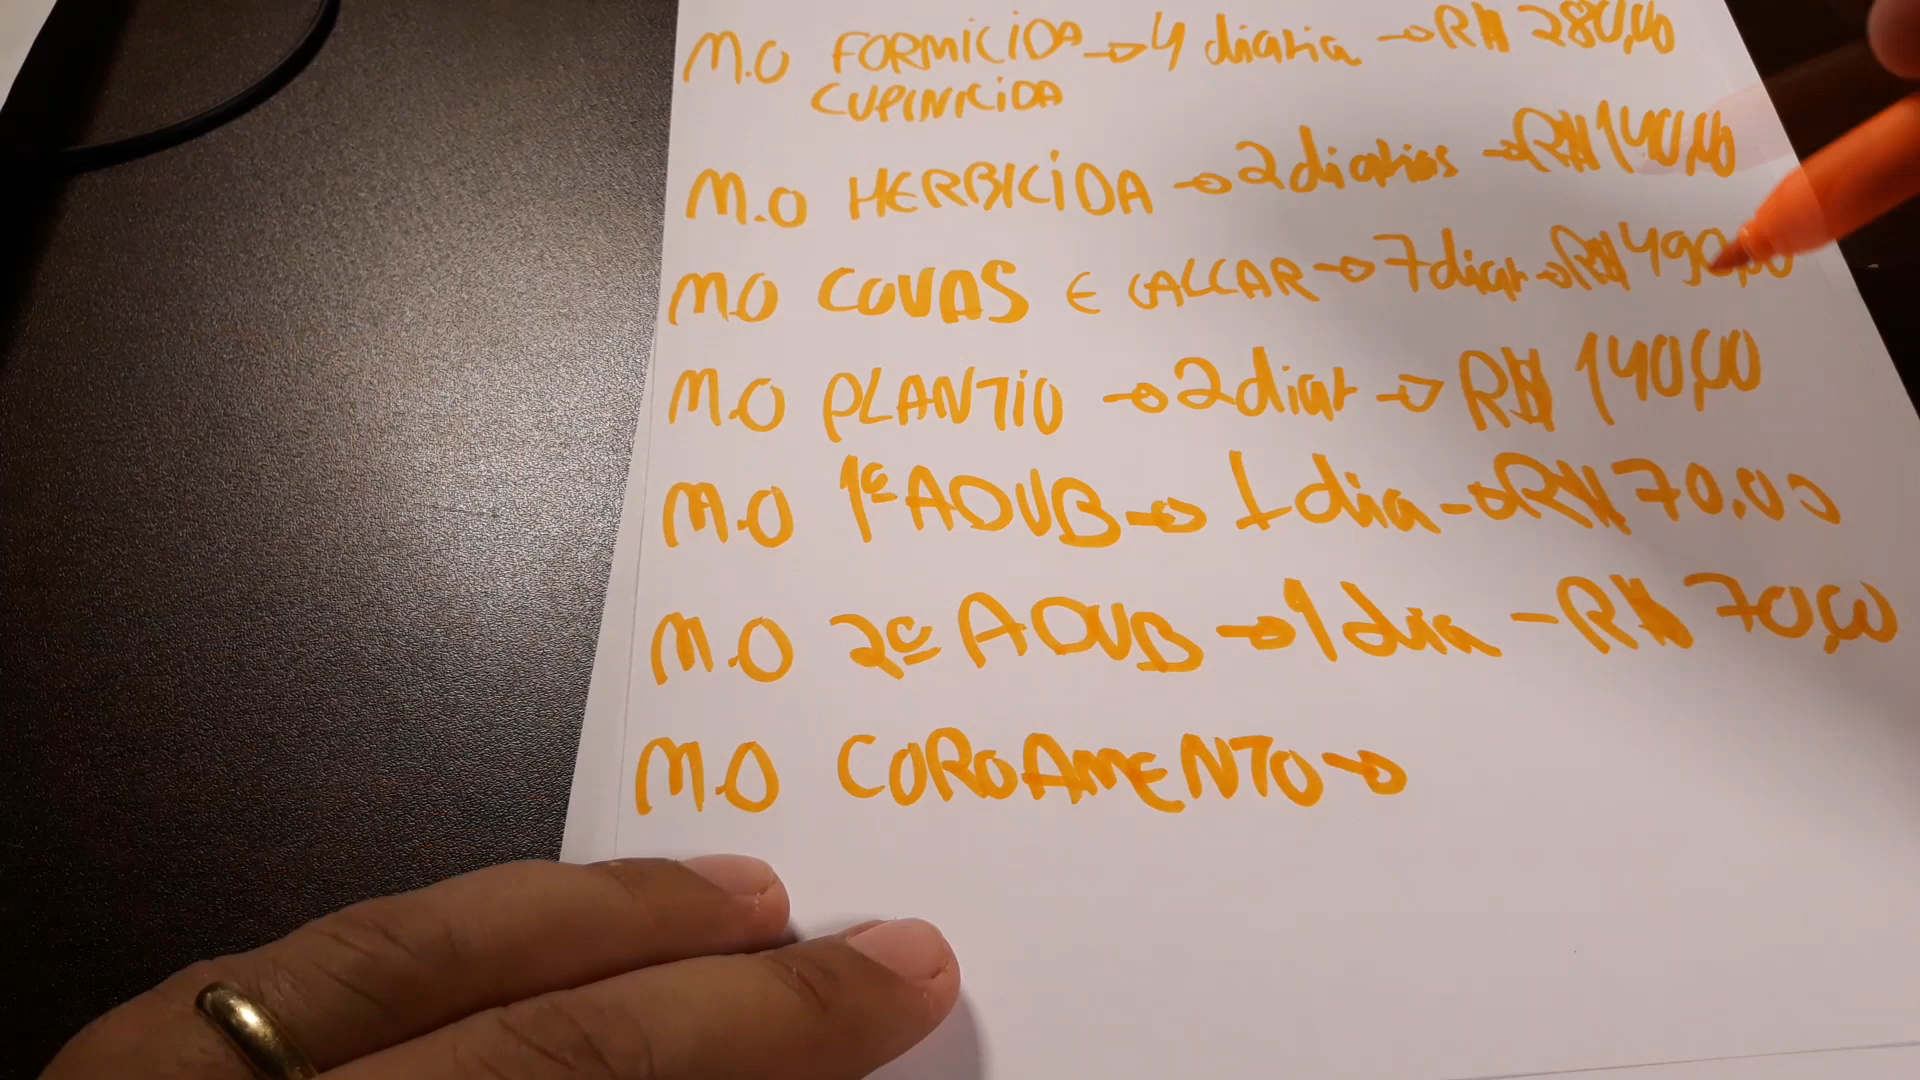 M.O FORMICIDA → 4 diaria → R$ 280,00
CUPINICIDA
M.O HERBICIDA → 2 diarias → R$ 140,00
M.O COVAS E CALCAR → 7 diar → R$ 490,00
M.O PLANTIO → 2 diar → R$ 140,00
M.O 1ª ADUB → 1 dia → R$ 70,00
M.O 2ª ADUB → 1 dia - R$ 70,00
M.O COROAMENTO →